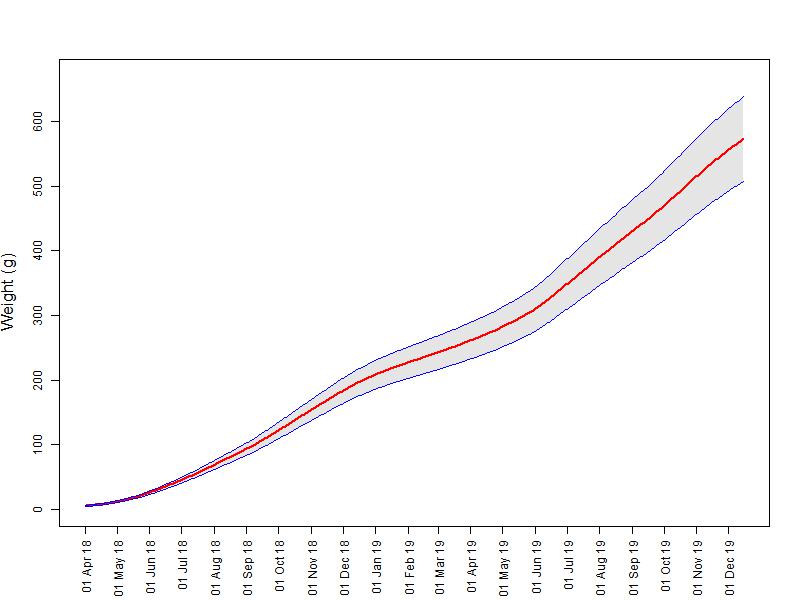 Weight (g)
600
500
400
300
200
100
0
01 Apr 18
01 May 18
01 Jun 18
01 Jul 18
01 Aug 18
01 Sep 18
01 Oct 18
01 Nov 18
01 Dec 18
01 Jan 19
01 Feb 19
01 Mar 19
01 Apr 19
01 May 19
01 Jun 19
01 Jul 19
01 Aug 19
01 Sep 19
01 Oct 19
01 Nov 19
01 Dec 19